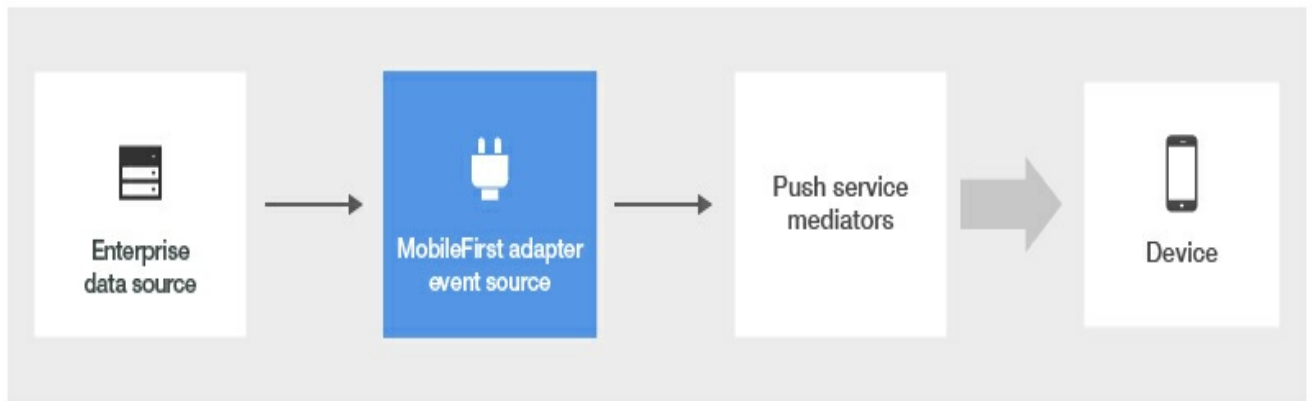 Enterprise
data source
MobileFirst adapter
event source
Push service
mediators
Device